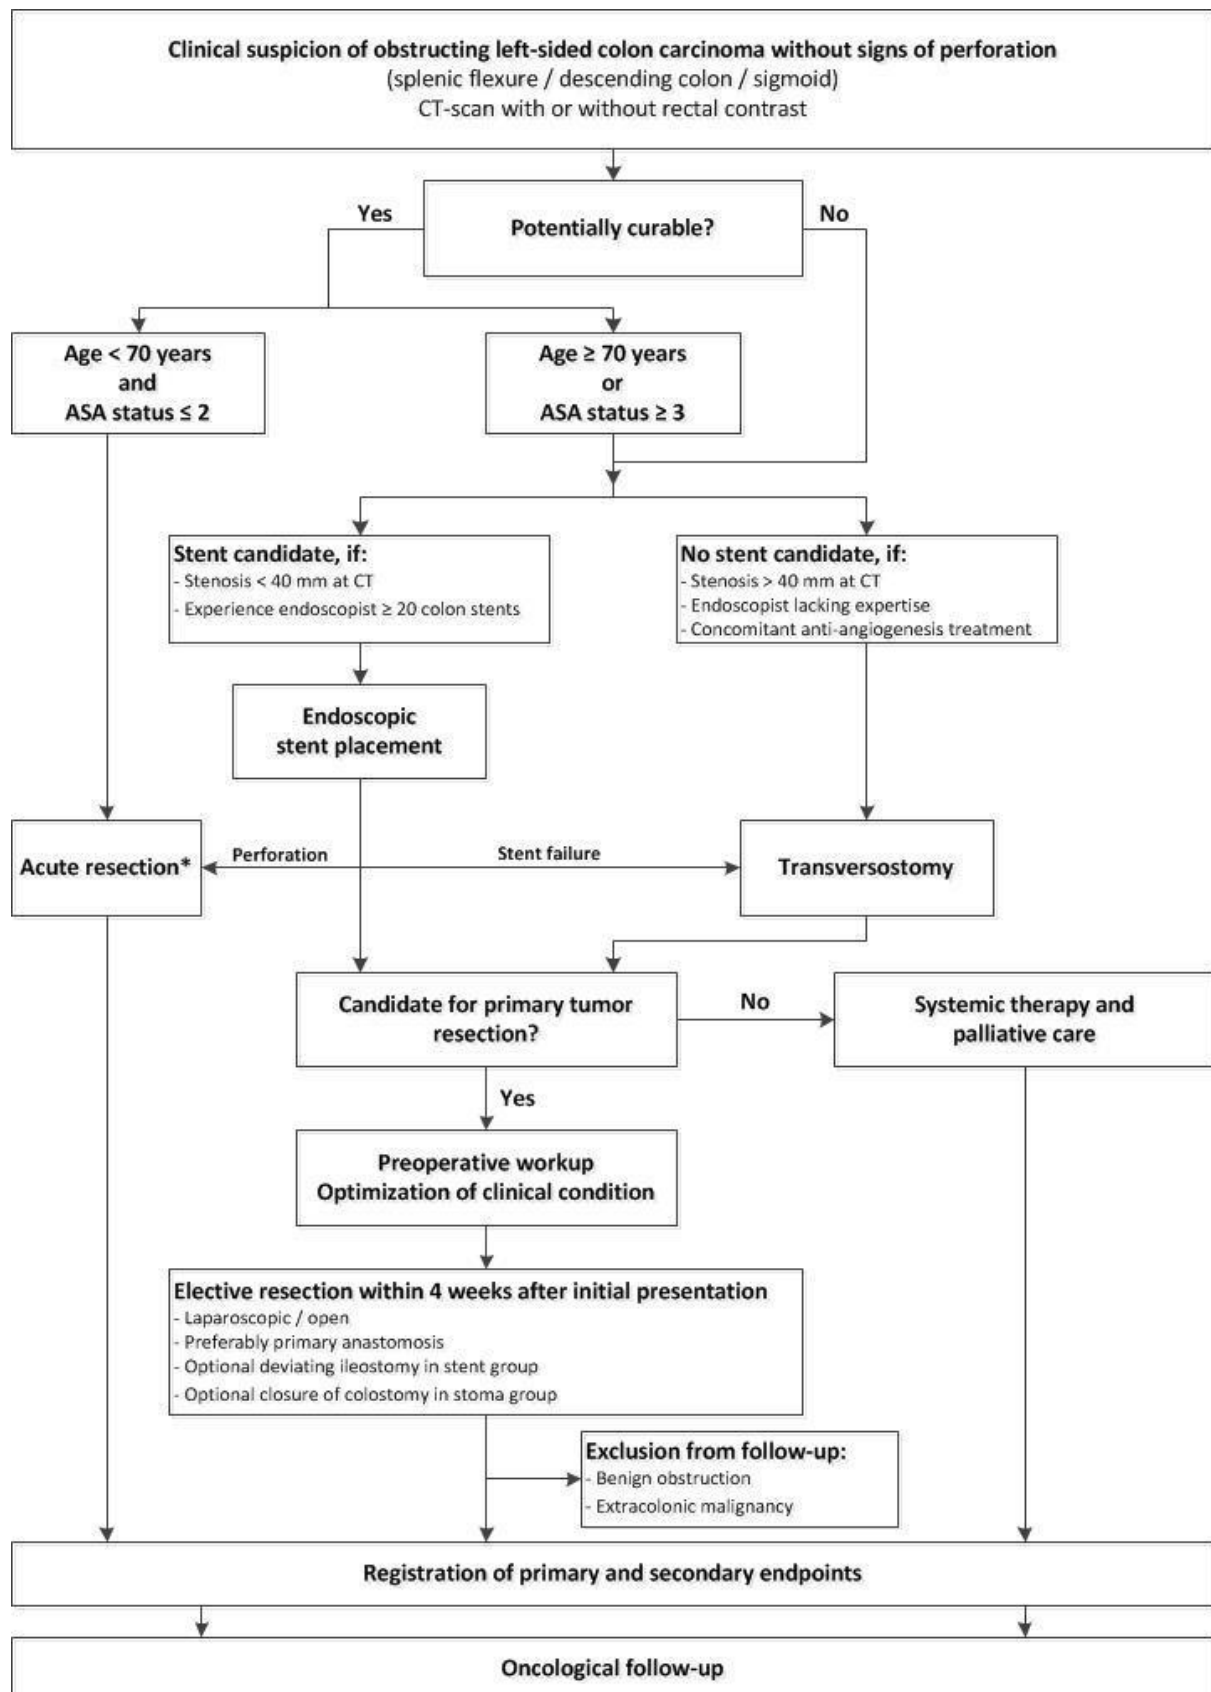 Clinical suspicion of obstructing left-sided colon carcinoma without signs of perforation
(splenic flexure / descending colon / sigmoid)
CT-scan with or without rectal contrast
Yes
Potentially curable?
No
Age < 70 years
and
ASA status ≤ 2
Age ≥ 70 years
or
ASA status ≥ 3
Stent candidate, if:
- Stenosis < 40 mm at CT
- Experience endoscopist ≥ 20 colon stents
No stent candidate, if:
- Stenosis > 40 mm at CT
- Endoscopist lacking expertise
- Concomitant anti-angiogenesis treatment
Endoscopic
stent placement
Acute resection*
Perforation
Stent failure
Transversostomy
Candidate for primary tumor
resection?
No
Systemic therapy and
palliative care
Yes
Preoperative workup
Optimization of clinical condition
Elective resection within 4 weeks after initial presentation
- Laparoscopic / open
- Preferably primary anastomosis
- Optional deviating ileostomy in stent group
- Optional closure of colostomy in stoma group
Exclusion from follow-up:
- Benign obstruction
- Extracolonic malignancy
Registration of primary and secondary endpoints
Oncological follow-up